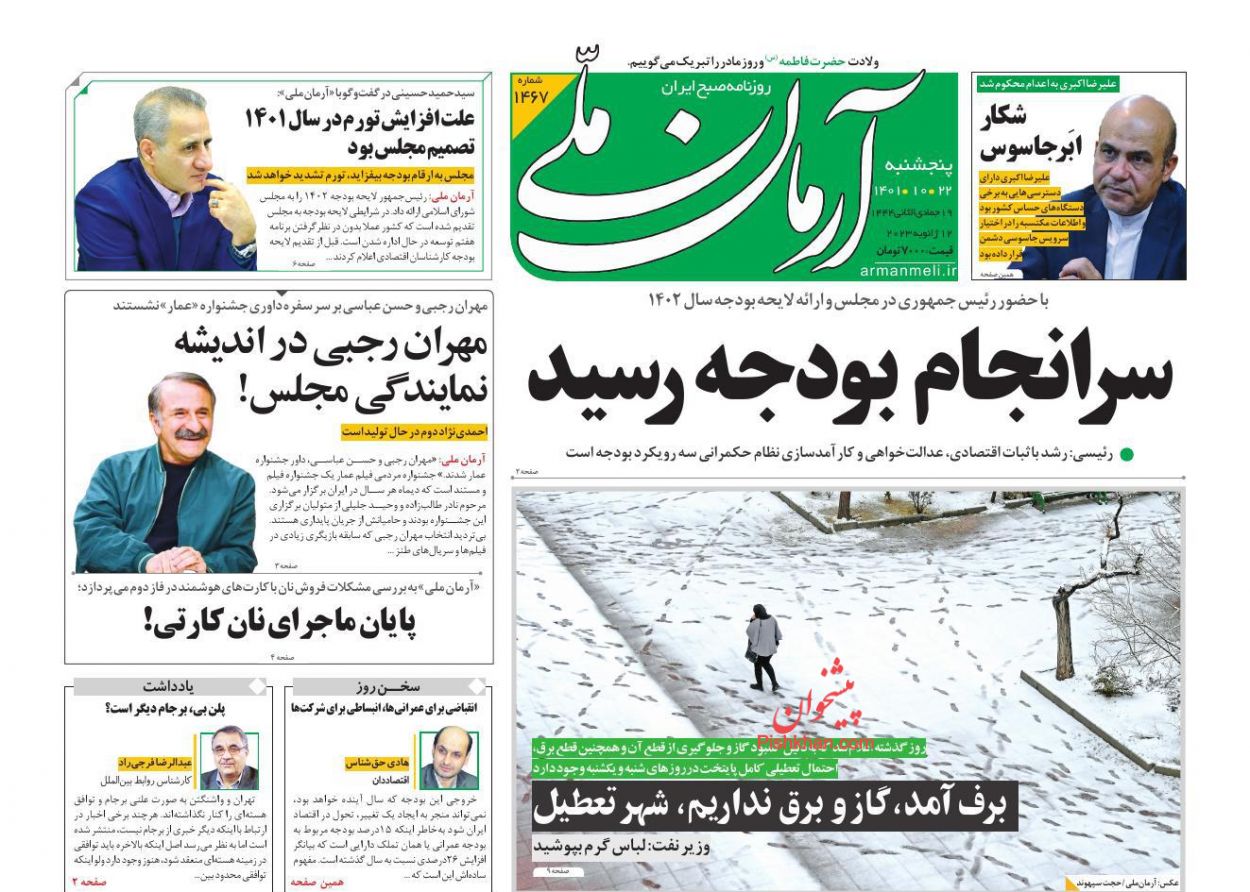 ولادت حضرت فاطمه (س) و روز مادر را تبریک می‌گوییم.
علیرضا اکبری به اعدام محکوم شد
شکار
ابَر جاسوس
علیرضا اکبری دارای
دسترسی‌هایی به برخی
دستگاه‌های حساس کشور بود
و اطلاعات مکتسبه را در اختیار
سرویس جاسوسی دشمن
قرار داده بود
همین صفحه
شماره
۱۴۶۷
روزنامه صبح ایران
آرمان ملّی
پنجشنبه
۲۲ • ۱۰ • ۱۴۰۱
۱۹ جمادی الثانی ۱۴۴۴
۱۲ ژانویه ۲۰۲۳
قیمت: ۷۰۰۰ تومان
armanmeli.ir
سیدحمید حسینی در گفت‌وگو با «آرمان ملی»:
علت افزایش تورم در سال ۱۴۰۱
تصمیم مجلس بود
مجلس به ارقام بودجه بیفزاید، تورم تشدید خواهد شد
آرمان ملی: رئیس‌جمهور لایحه بودجه ۱۴۰۲ را به مجلس
شورای اسلامی ارائه داد. در شرایطی لایحه بودجه به مجلس
تقدیم شده است که کشور عملا بدون در نظر گرفتن برنامه
هفتم توسعه در حال اداره شدن است. قبل از تقدیم لایحه
بودجه کارشناسان اقتصادی اعلام کردند...
صفحه ۶
با حضور رئیس جمهوری در مجلس و ارائه لایحه بودجه سال ۱۴۰۲
سرانجام بودجه رسید
رئیسی: رشد با ثبات اقتصادی، عدالت‌خواهی و کارآمدسازی نظام حکمرانی سه رویکرد بودجه است
صفحه ۲
مهران رجبی و حسن عباسی بر سر سفره داوری جشنواره «عمار» نشستند
مهران رجبی در اندیشه
نمایندگی مجلس!
احمدی‌نژاد دوم در حال تولید است
آرمان ملی: «مهران رجبی و حسن عباسی، داور جشنواره
عمار شدند.» جشنواره مردمی فیلم عمار یک جشنواره فیلم
و مستند است که دیماه هر سال در ایران برگزار می‌شود.
مرحوم نادر طالب‌زاده و وحید جلیلی از متولیان برگزاری
این جشنواره بودند و حامیانش از جریان پایداری هستند.
بی‌تردید انتخاب مهران رجبی که سابقه بازیگری زیادی در
فیلم‌ها و سریال‌های طنز ...
صفحه ۳
«آرمان ملی» به بررسی مشکلات فروش نان با کارت‌های هوشمند در فاز دوم می‌پردازد؛
پایان ماجرای نان کارتی!
صفحه ۴
سخن روز
انقباضی برای عمرانی‌ها، انبساطی برای شرکت‌ها
هادی حق‌شناس
اقتصاددان
خروجی این بودجه که سال آینده خواهد بود،
نمی‌تواند منجر به ایجاد یک تغییر، تحول در اقتصاد
ایران شود به‌خاطر اینکه ۱۵درصد بودجه مربوط به
بودجه عمرانی یا همان تملک دارایی است که بیانگر
افزایش ۲۶درصدی نسبت به سال گذشته است. مفهوم
ساده‌اش این است که ...
همین صفحه
یادداشت
پلن بی، برجام دیگر است؟
عبدالرضا فرجی‌راد
کارشناس روابط بین‌الملل
تهران و واشنگتن به صورت علنی برجام و توافق
هسته‌ای را کنار نگذاشته‌اند. هر چند برخی اخبار در
ارتباط با اینکه دیگر خبری از برجام نیست، منتشر شده
است اما به نظر می‌رسد اصل اینکه بالاخره باید توافقی
در زمینه هسته‌ای منعقد شود، هنوز وجود دارد ولو اینکه
توافقی محدود بین...
صفحه ۲
پیشخوان
Pishkhan.com
روز گذشته کمبود گاز و جلوگیری از قطع آن و همچنین قطع برق،
احتمال تعطیلی کامل پایتخت در روزهای شنبه و یکشنبه وجود دارد
برف آمد، گاز و برق نداریم، شهر تعطیل
وزیر نفت: لباس گرم بپوشید
صفحه ۹
عکس: آرمان ملی / حجت سپهوند